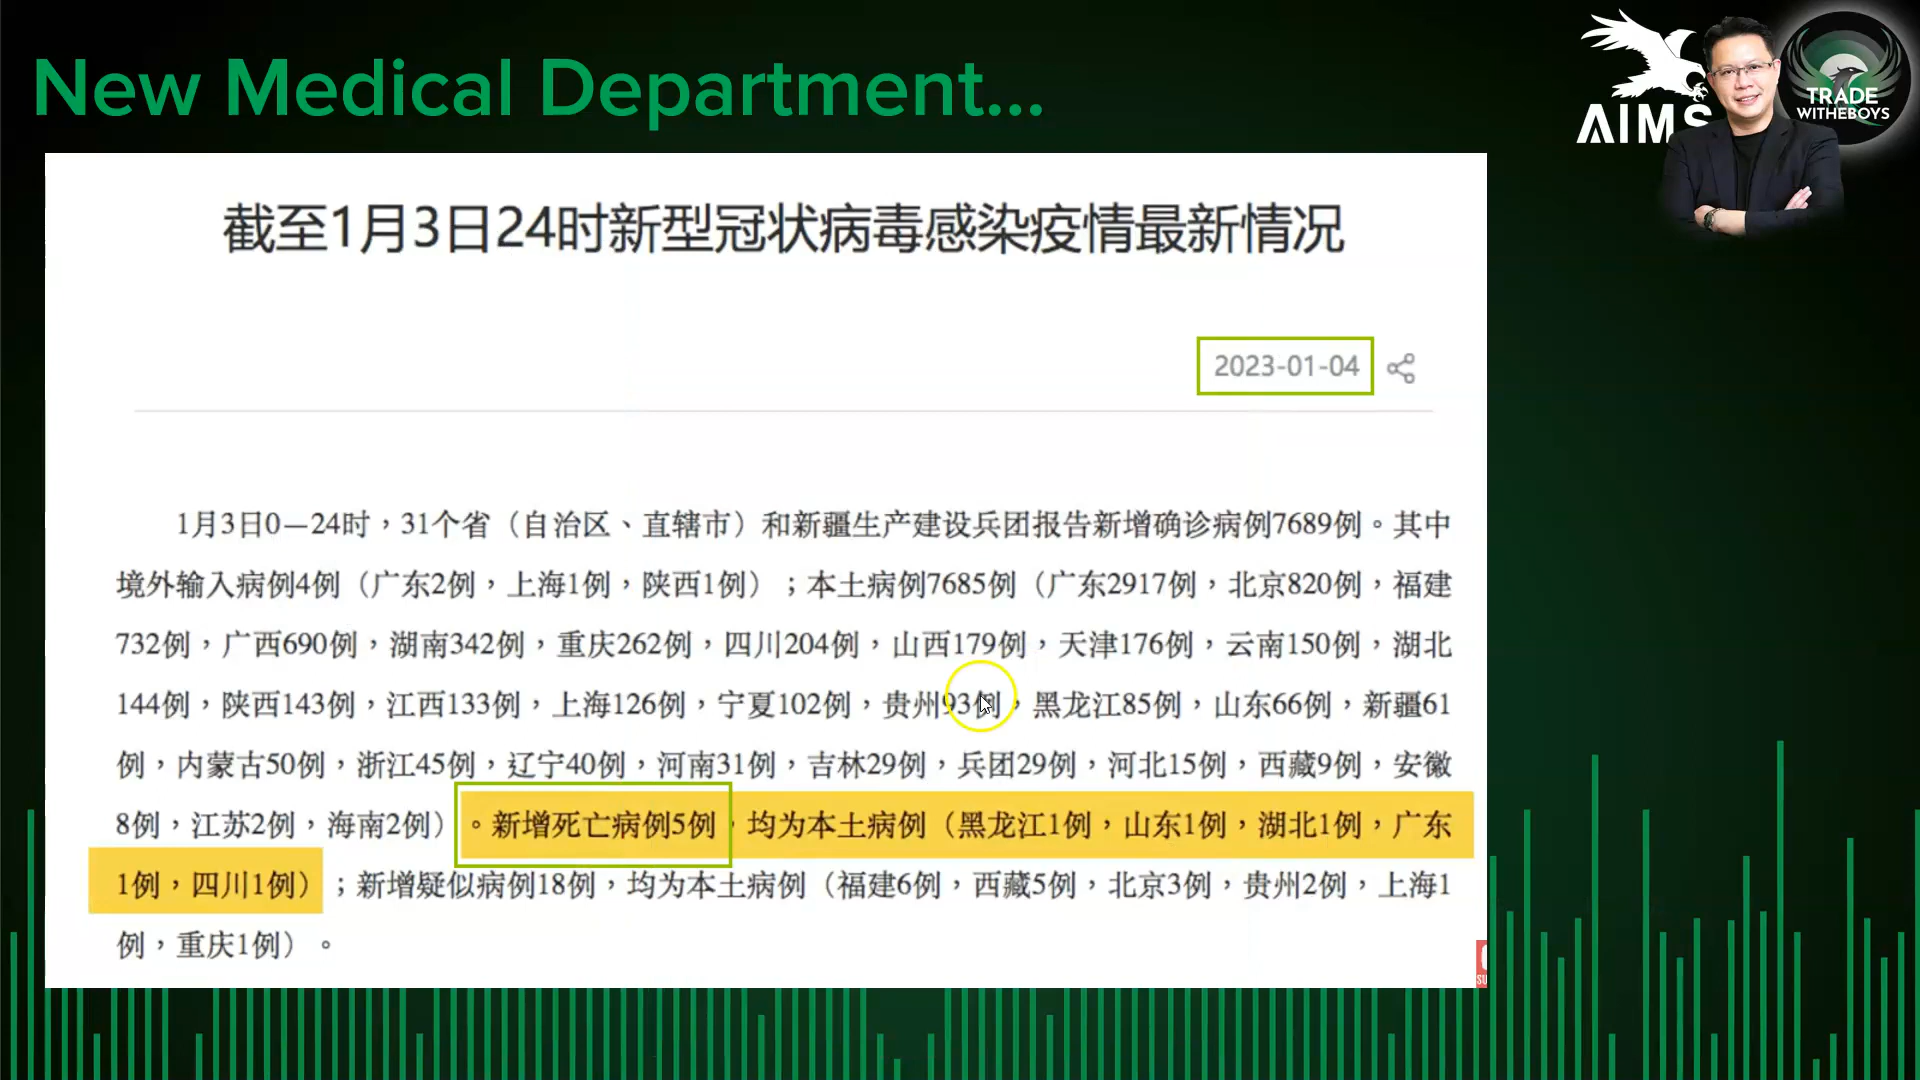 New Medical Department...
AIMS
TRADE
WITHEBOYS
截至1月3日24时新型冠状病毒感染疫情最新情况
2023-01-04
1月3日0—24时，31个省（自治区、直辖市）和新疆生产建设兵团报告新增确诊病例7689例。其中
境外输入病例4例（广东2例，上海1例，陕西1例）；本土病例7685例（广东2917例，北京820例，福建
732例，广西690例，湖南342例，重庆262例，四川204例，山西179例，天津176例，云南150例，湖北
144例，陕西143例，江西133例，上海126例，宁夏102例，贵州93例，黑龙江85例，山东66例，新疆61
例，内蒙古50例，浙江45例，辽宁40例，河南31例，吉林29例，兵团29例，河北15例，西藏9例，安徽
8例，江苏2例，海南2例）。新增死亡病例5例，均为本土病例（黑龙江1例，山东1例，湖北1例，广东
1例，四川1例）；新增疑似病例18例，均为本土病例（福建6例，西藏5例，北京3例，贵州2例，上海1
例，重庆1例）。